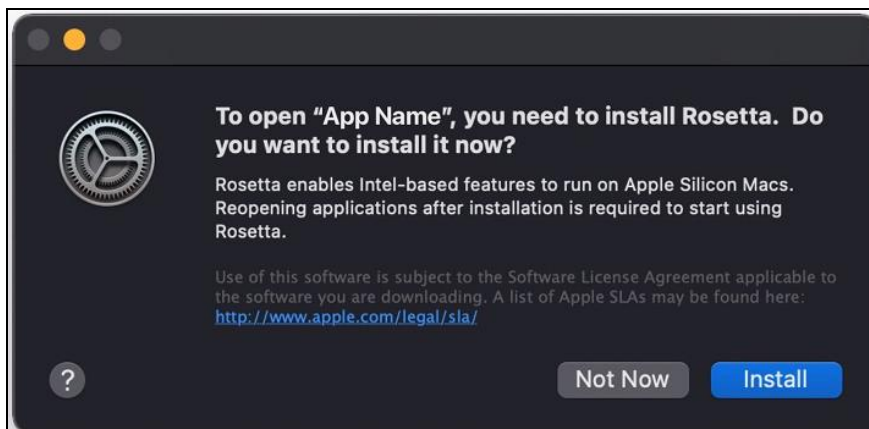 To open “App Name”, you need to install Rosetta. Do
you want to install it now?
Rosetta enables Intel-based features to run on Apple Silicon Macs.
Reopening applications after installation is required to start using
Rosetta.
Use of this software is subject to the Software License Agreement applicable to
the software you are downloading. A list of Apple SLAs may be found here:
http://www.apple.com/legal/sla/
?
Not Now
Install